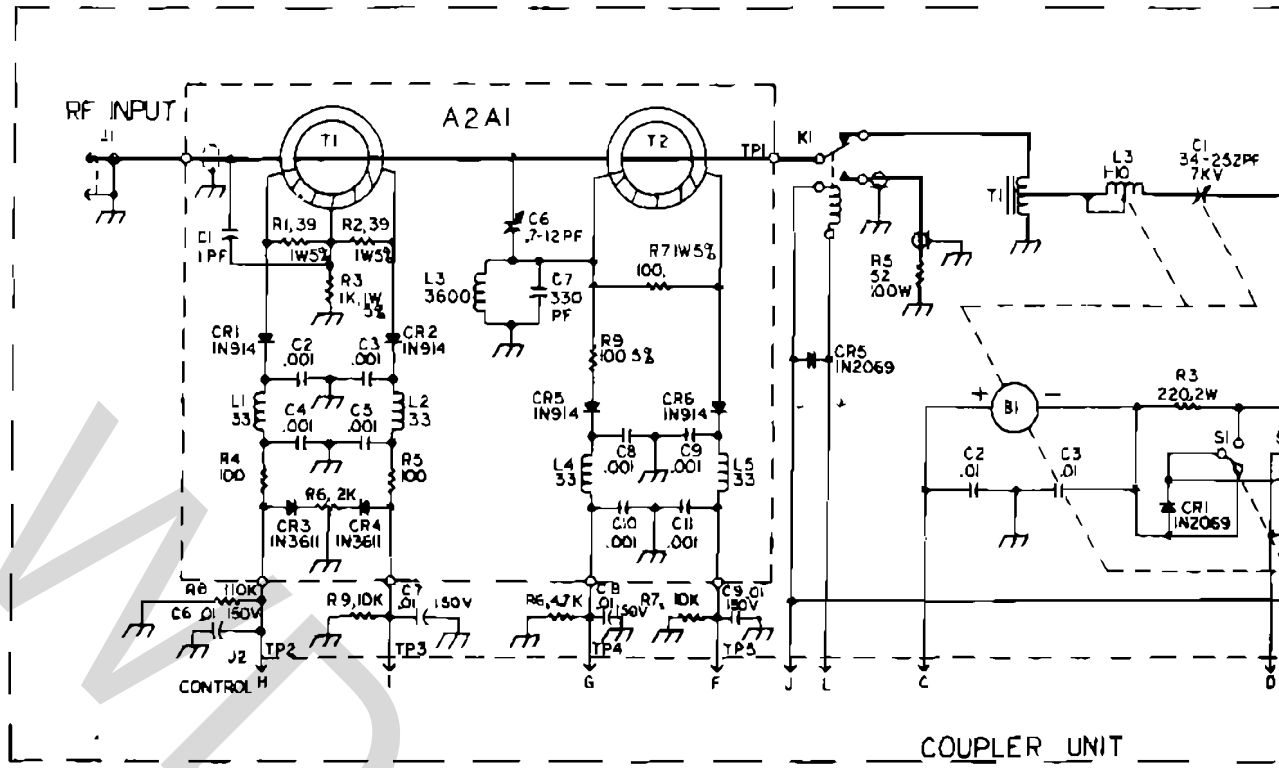 RF INPUT
J1
A2A1
T1
T2
TP1
K1
L3
H10
C1
34-252PF
7KV
T1
C1
1PF
R1,39
1W5%
R2,39
1W5%
R3
1K,1W
5%
C6
.7-12PF
L3
3600
C7
330
PF
R7 1W5%
100,
R5
52
100W
CR1
1N914
CR2
1N914
C2
.001
C3
.001
R9
100 5%
CR5
1N2069
L1
33
C4
.001
C5
.001
L2
33
CR5
1N914
CR6
1N914
+
B1
-
R3
220,2W
S1
R4
100
R5
100
L4
33
C8
.001
C9
.001
L5
33
C2
.01
C3
.01
CR1
1N2069
R6, 2K
CR3
1N3611
CR4
1N3611
C10
.001
C11
.001
R8 10K
C6 .01 150V
R9,10K
C7
.01
150V
R6,4.7K
C8
.01
150V
R7, 10K
C9 .01
150V
J2
TP2
TP3
TP4
TP5
CONTROL
H
I
G
F
J
L
C
D
COUPLER UNIT